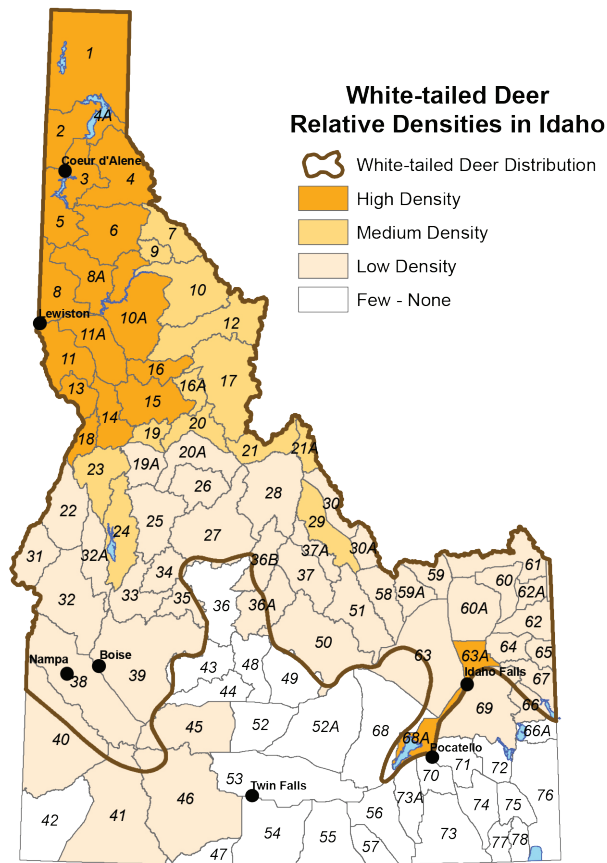 White-tailed Deer
Relative Densities in Idaho
White-tailed Deer Distribution
High Density
Medium Density
Low Density
Few - None
1
2
4A
Coeur d'Alene
3
4
5
6
7
9
8A
8
10
10A
12
Lewiston
11A
11
16
17
13
16A
15
14
20
18
19
21
21A
20A
23
19A
26
28
30
22
24
25
29
27
31
32A
36B
37A
30A
34
37
59
61
60
32
33
35
36
36A
58
59A
62A
51
60A
62
50
Nampa
Boise
43
48
63
63A
64
65
38
39
49
Idaho Falls
67
44
69
66
40
45
52
52A
68
68A
66A
Pocatello
53
70
71
72
Twin Falls
42
41
46
56
73A
74
75
76
54
55
57
73
77
78
47